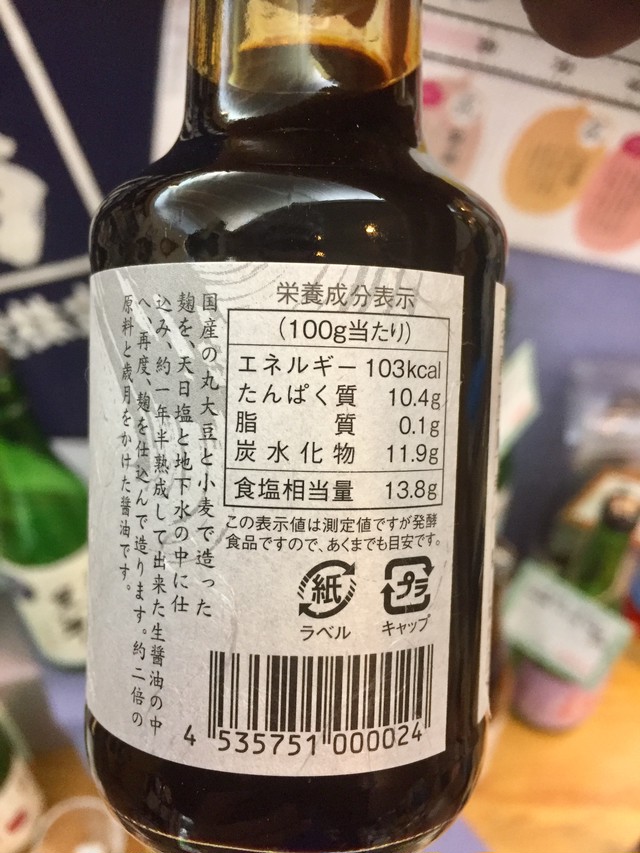 国産の丸大豆と小麦で造った
麹を、天日塩と地下水の中に仕
込み、約一年半熟成して出来た生醤油の中
へ、再度、麹を仕込んで造ります。約二倍の
原料と歳月をかけた醤油です。
栄養成分表示
(100g当たり)
エネルギー 103kcal
たんぱく質 10.4g
脂質 0.1g
炭水化物 11.9g
食塩相当量 13.8g
この表示値は測定値ですが発酵
食品ですので、あくまでも目安です。
紙 プラ
ラベル キャップ
4 535751 000024